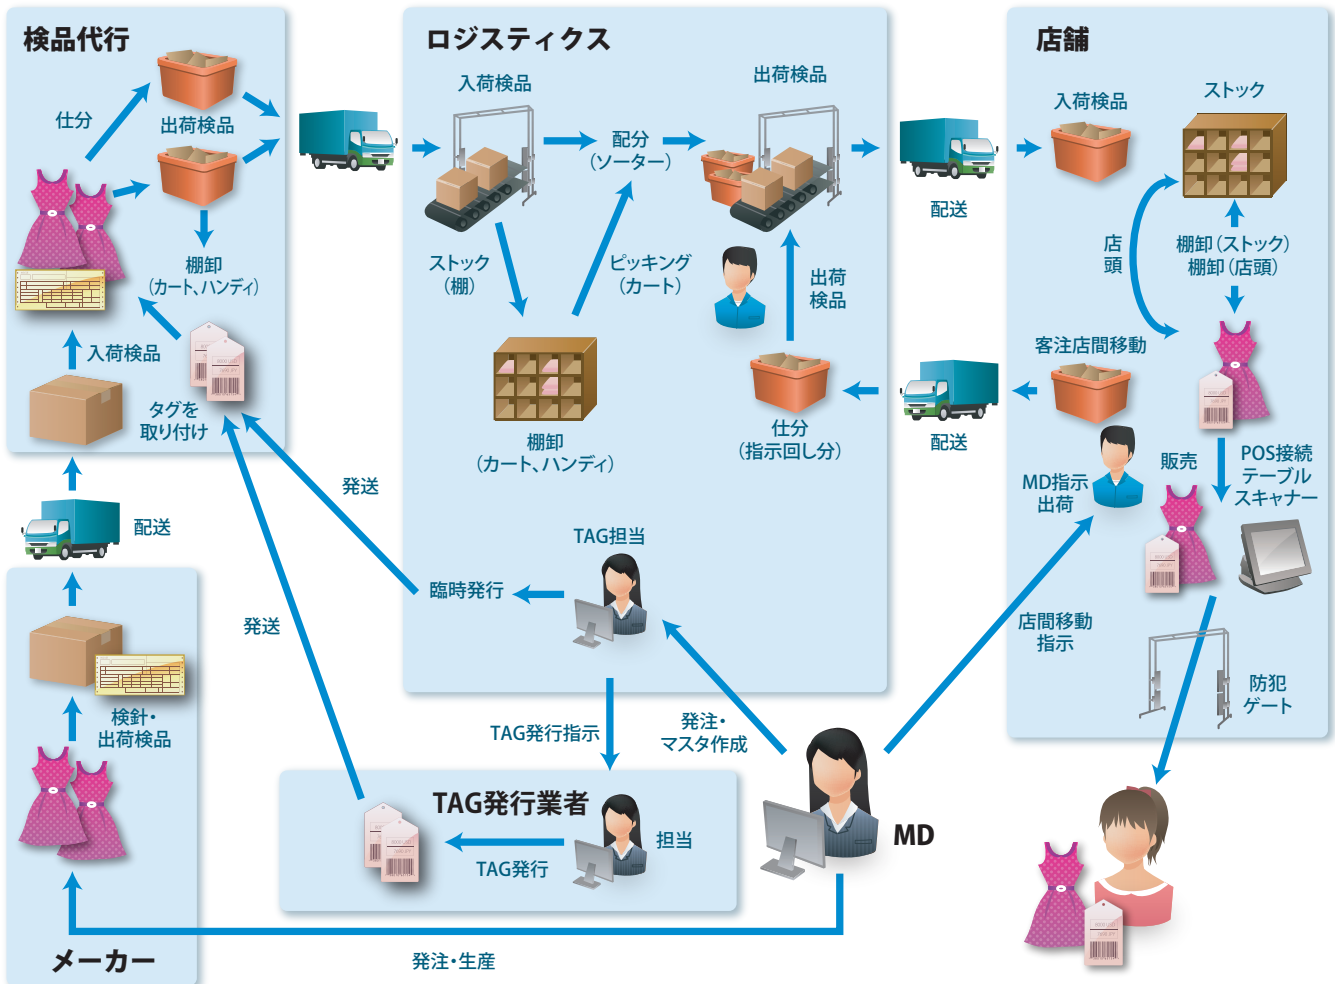 検品代行
仕分
出荷検品
棚卸
（カート、ハンディ）
入荷検品
タグを
取り付け
配送
検針・
出荷検品
メーカー
ロジスティクス
入荷検品
配分
（ソーター）
出荷検品
ストック
（棚）
ピッキング
（カート）
出荷
検品
棚卸
（カート、ハンディ）
仕分
（指示回し分）
発送
TAG担当
臨時発行
発送
TAG発行指示
発注・
マスタ作成
TAG発行業者
担当
TAG発行
MD
発注・生産
配送
配送
店舗
入荷検品
ストック
店
頭
棚卸（ストック）
棚卸（店頭）
客注店間移動
MD指示
出荷
販売
POS接続
テーブル
スキャナー
店間移動
指示
防犯
ゲート